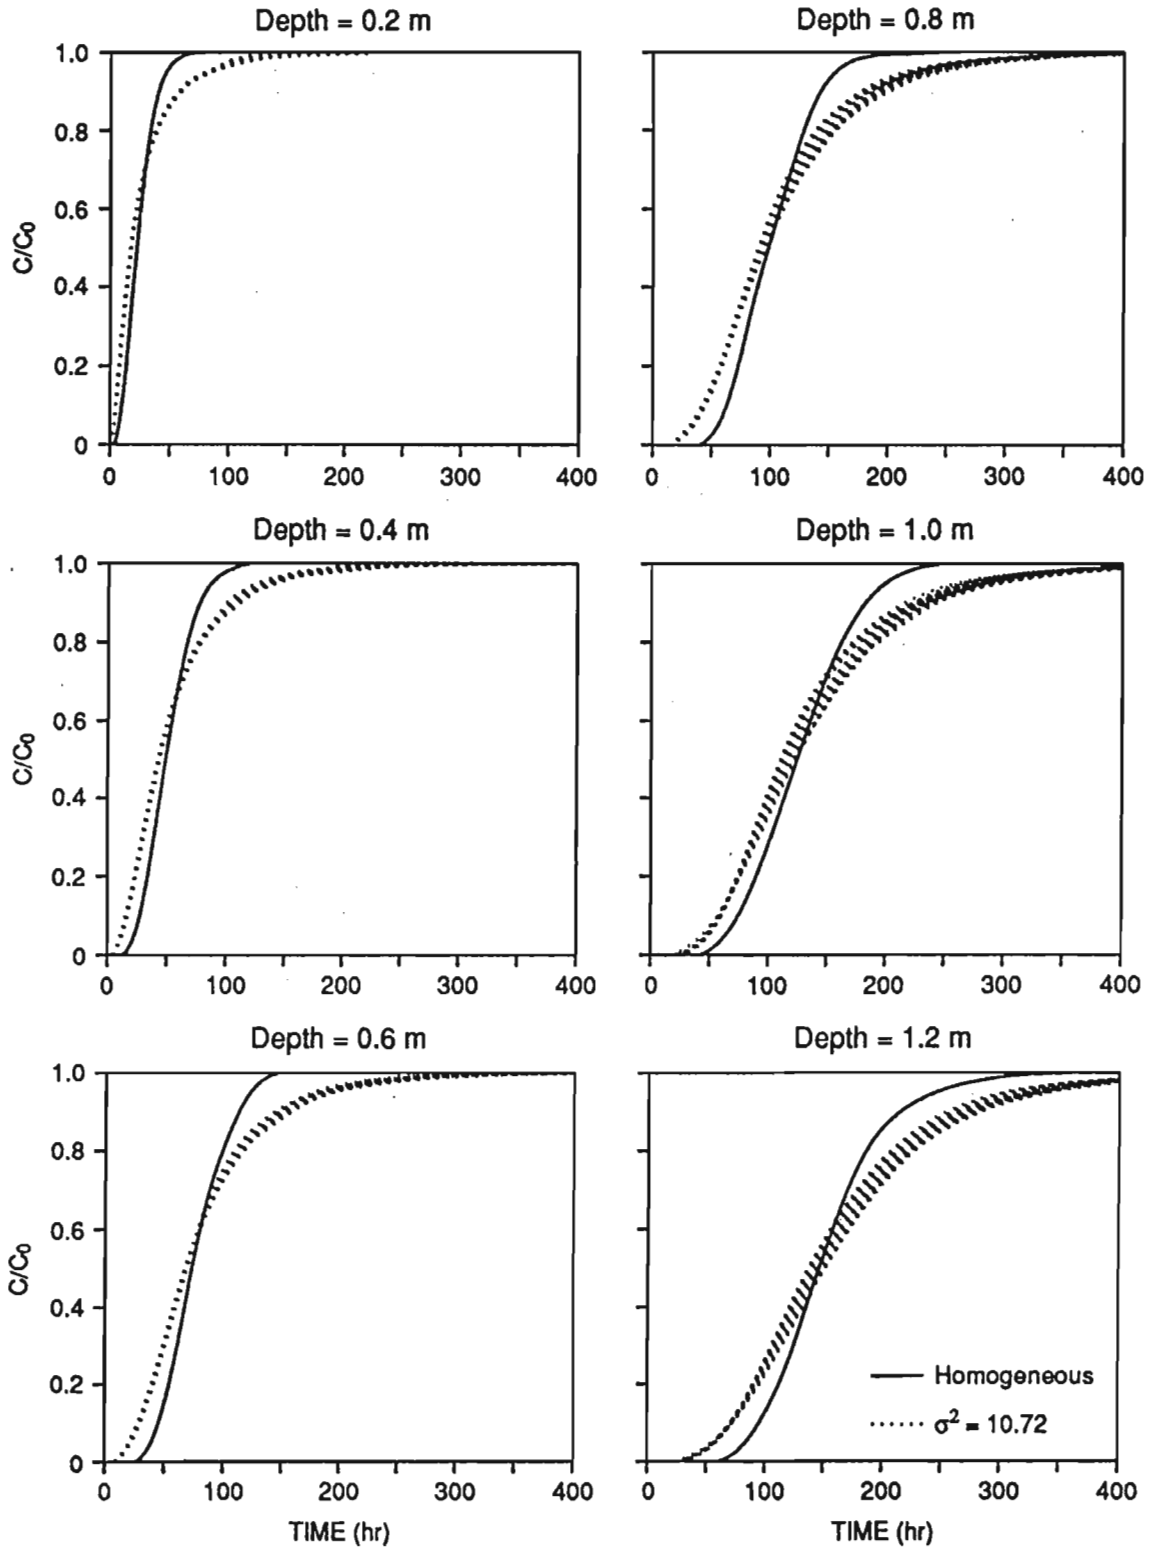 Depth = 0.2 m
1.0
0.8
0.6
0.4
0.2
0
C/C₀
0 100 200 300 400
Depth = 0.8 m
0 100 200 300 400
Depth = 0.4 m
1.0
0.8
0.6
0.4
0.2
0
C/C₀
0 100 200 300 400
Depth = 1.0 m
0 100 200 300 400
Depth = 0.6 m
1.0
0.8
0.6
0.4
0.2
0
C/C₀
0 100 200 300 400
TIME (hr)
Depth = 1.2 m
Homogeneous
σ² = 10.72
0 100 200 300 400
TIME (hr)